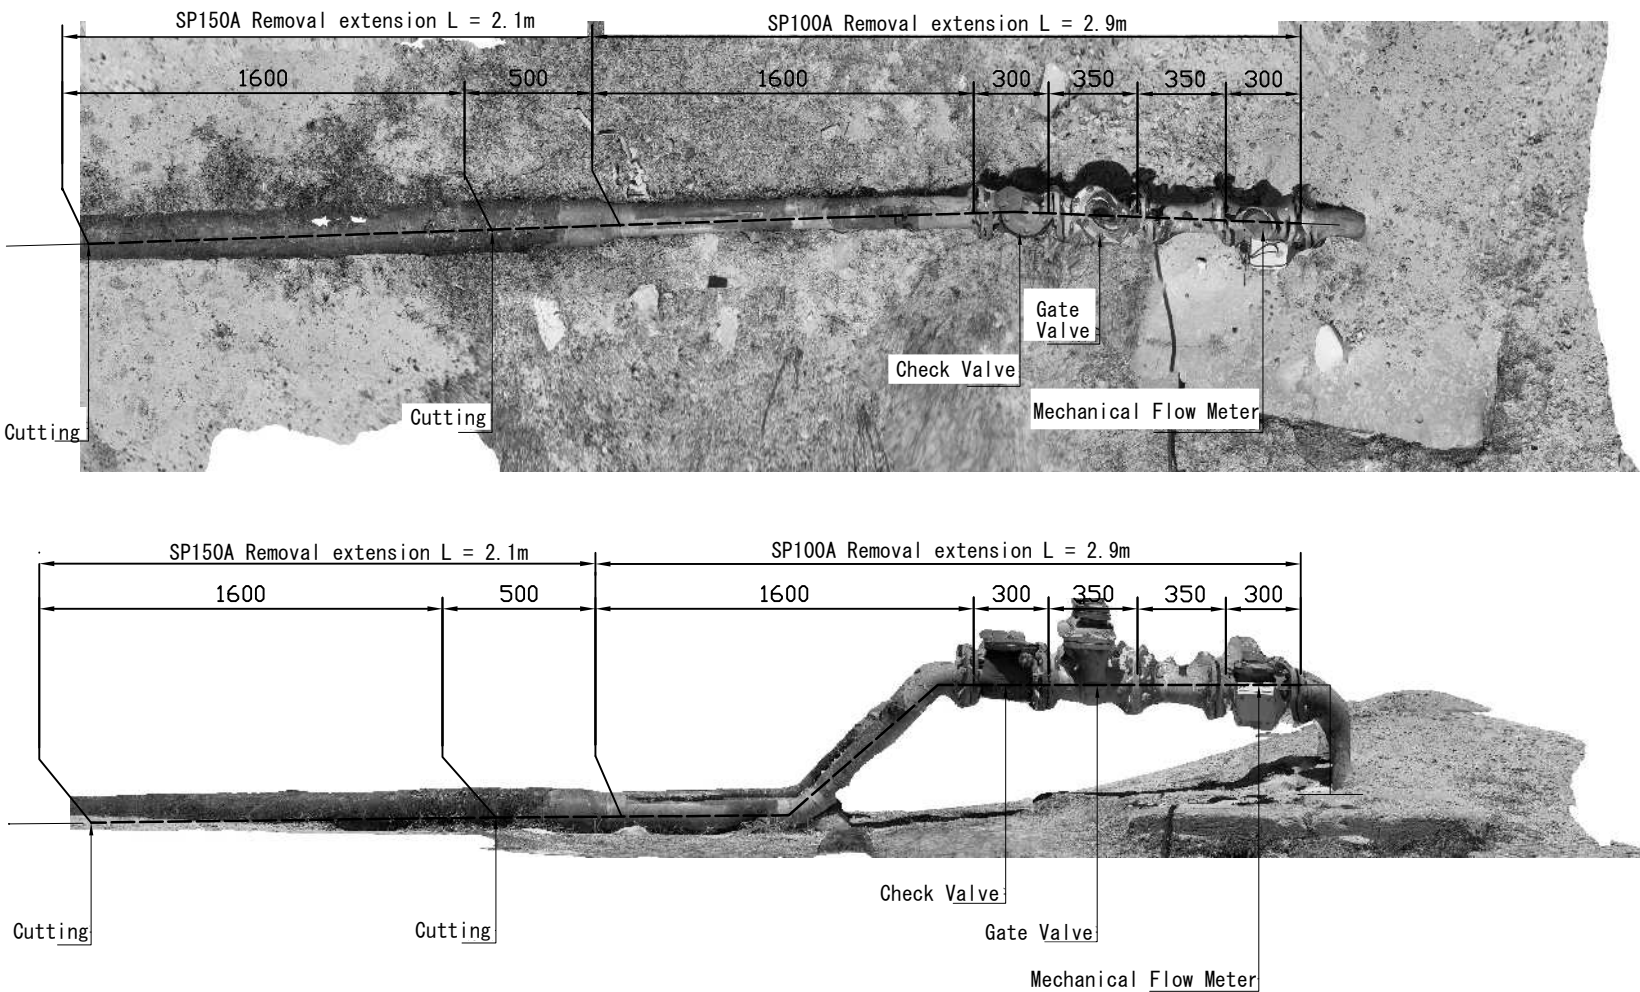 SP150A Removal extension L = 2.1m
SP100A Removal extension L = 2.9m
1600
500
1600
300
350
350
300
Gate
Valve
Check Valve
Mechanical Flow Meter
Cutting
Cutting
SP150A Removal extension L = 2.1m
SP100A Removal extension L = 2.9m
1600
500
1600
300
350
350
300
Check Valve
Cutting
Cutting
Gate Valve
Mechanical Flow Meter